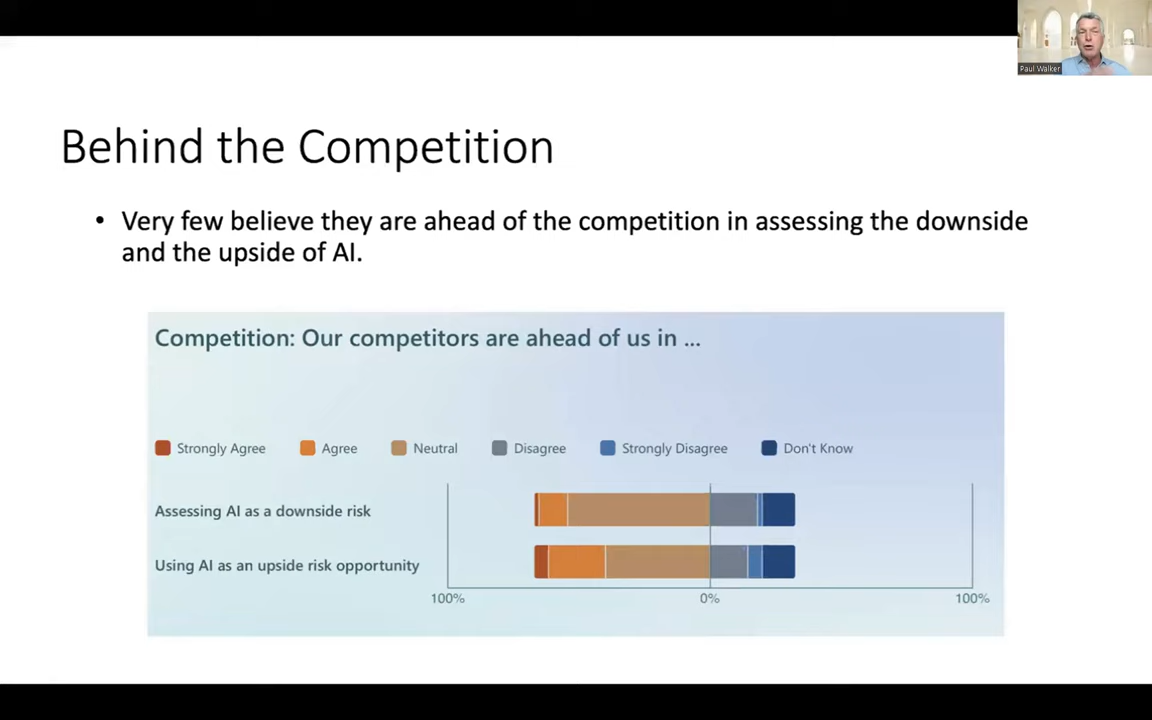 Paul Walker
Behind the Competition
• Very few believe they are ahead of the competition in assessing the downside
and the upside of AI.
Competition: Our competitors are ahead of us in ...
Strongly Agree Agree Neutral Disagree Strongly Disagree Don't Know
Assessing AI as a downside risk
Using AI as an upside risk opportunity
100% 0% 100%